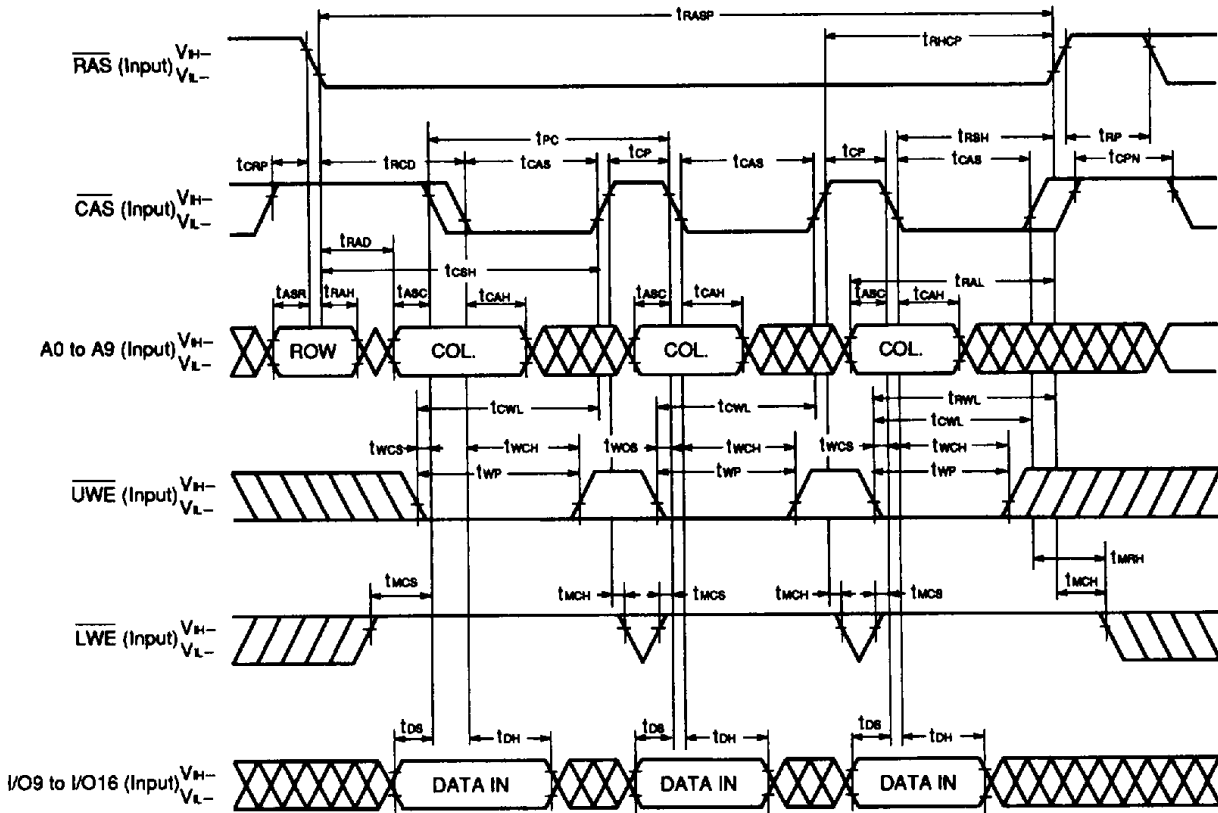 tRASP
tRHCP
RAS (Input) VIH–
VIL–
tPC
tRSH
tRP
tCRP
tRCD
tCAS
tCP
tCAS
tCP
tCAS
tCPN
CAS (Input) VIH–
VIL–
tRAD
tCSH
tRAL
tASR
tRAH
tASC
tCAH
tASC
tCAH
tASC
tCAH
A0 to A9 (Input) VIH–
VIL–
ROW
COL.
COL.
COL.
tRWL
tCWL
tCWL
tCWL
tWCS
tWCH
tWCS
tWCH
tWCS
tWCH
tWP
tWP
tWP
UWE (Input) VIH–
VIL–
tMRH
tMCS
tMCH
tMCS
tMCH
tMCS
tMCH
LWE (Input) VIH–
VIL–
tDS
tDH
tDS
tDH
tDS
tDH
I/O9 to I/O16 (Input) VIH–
VIL–
DATA IN
DATA IN
DATA IN